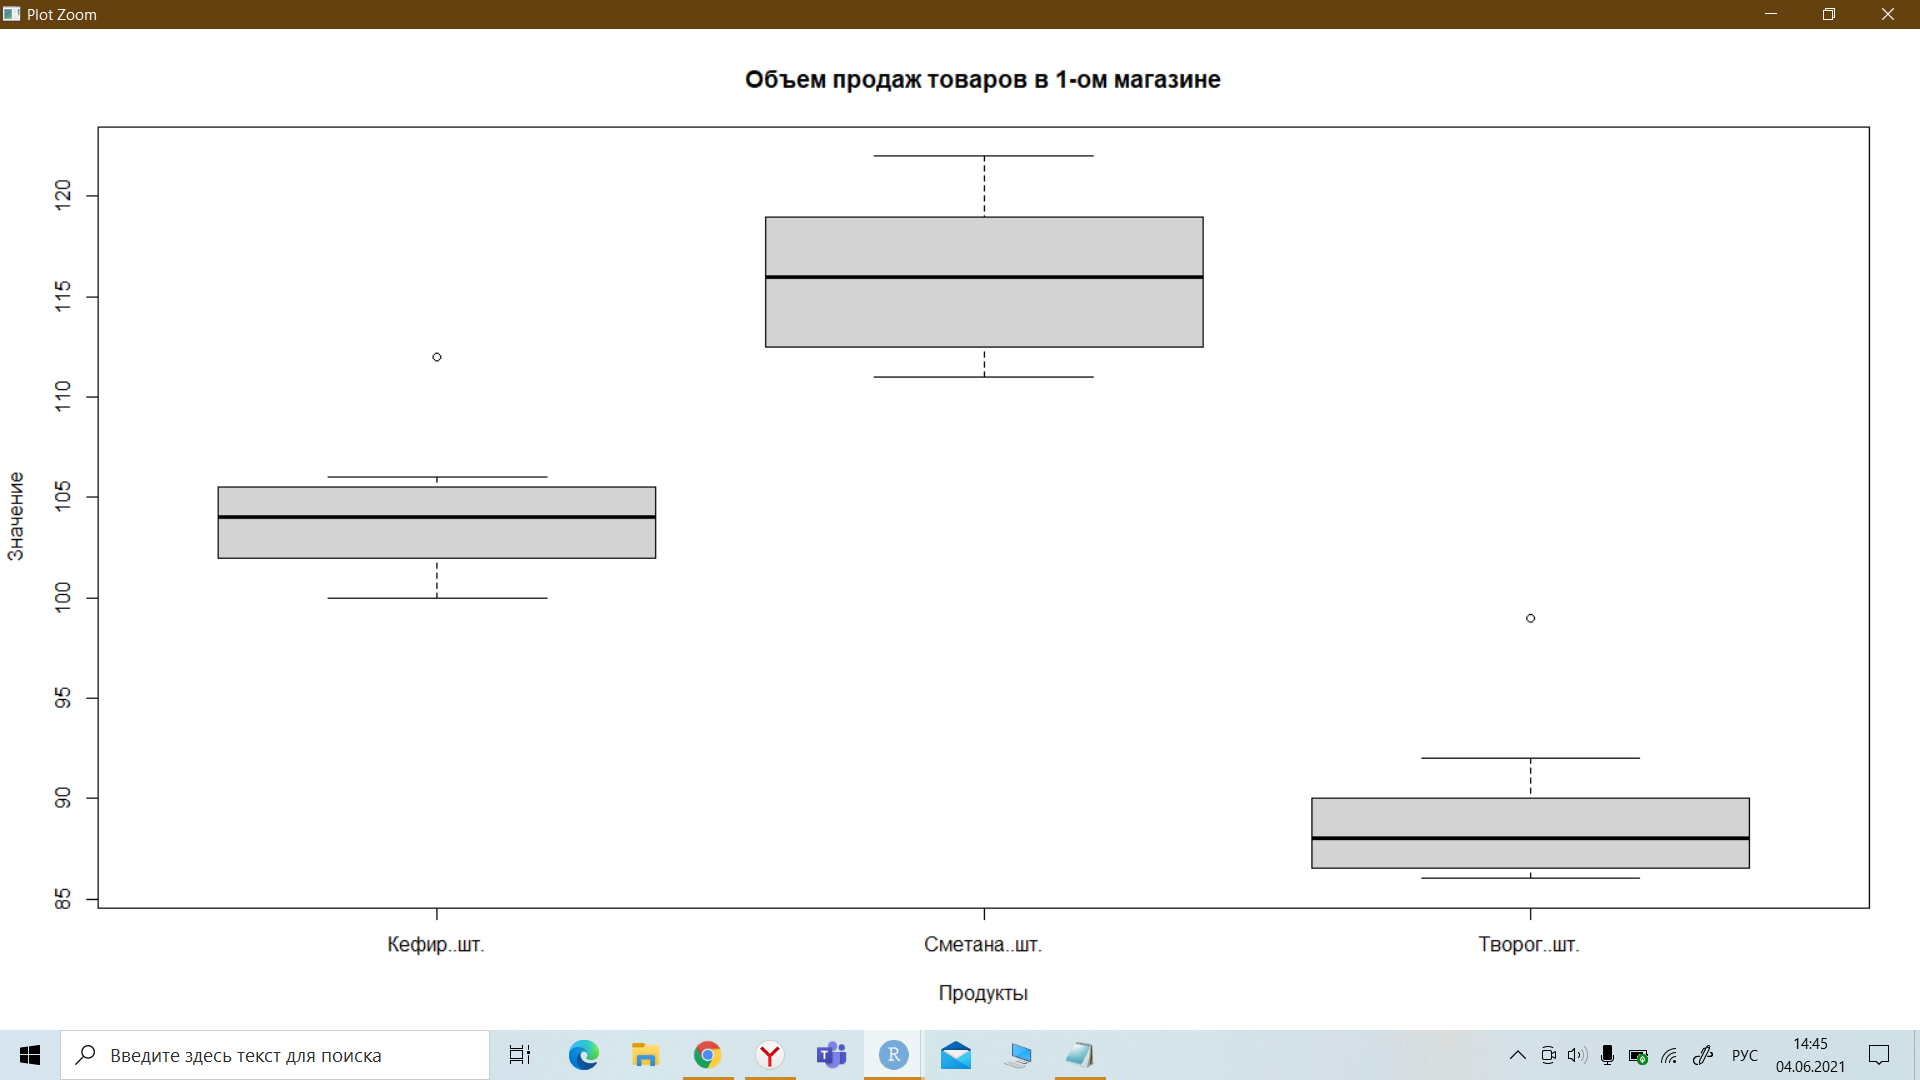 Plot Zoom
Объем продаж товаров в 1-ом магазине
120
115
110
105
100
95
90
85
Значение
Кефир..шт. Сметана..шт. Творог..шт.
Продукты
Введите здесь текст для поиска
РУС
14:45
04.06.2021